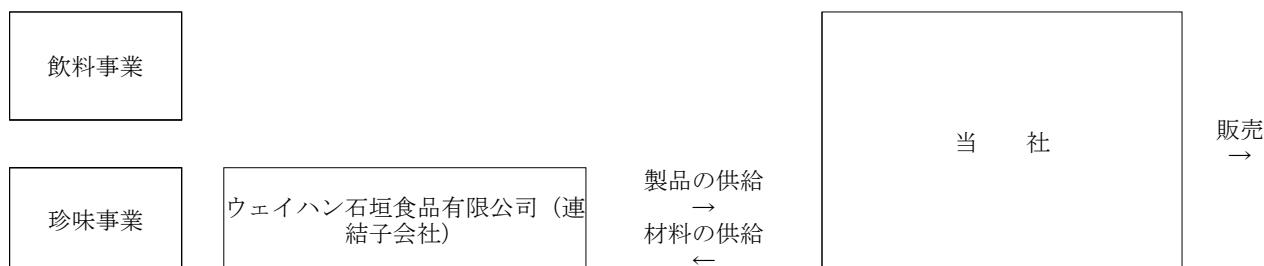 飲料事業
当　　社
販売
→
珍味事業
ウェイハン石垣食品有限公司（連
結子会社）
製品の供給
→
材料の供給
←